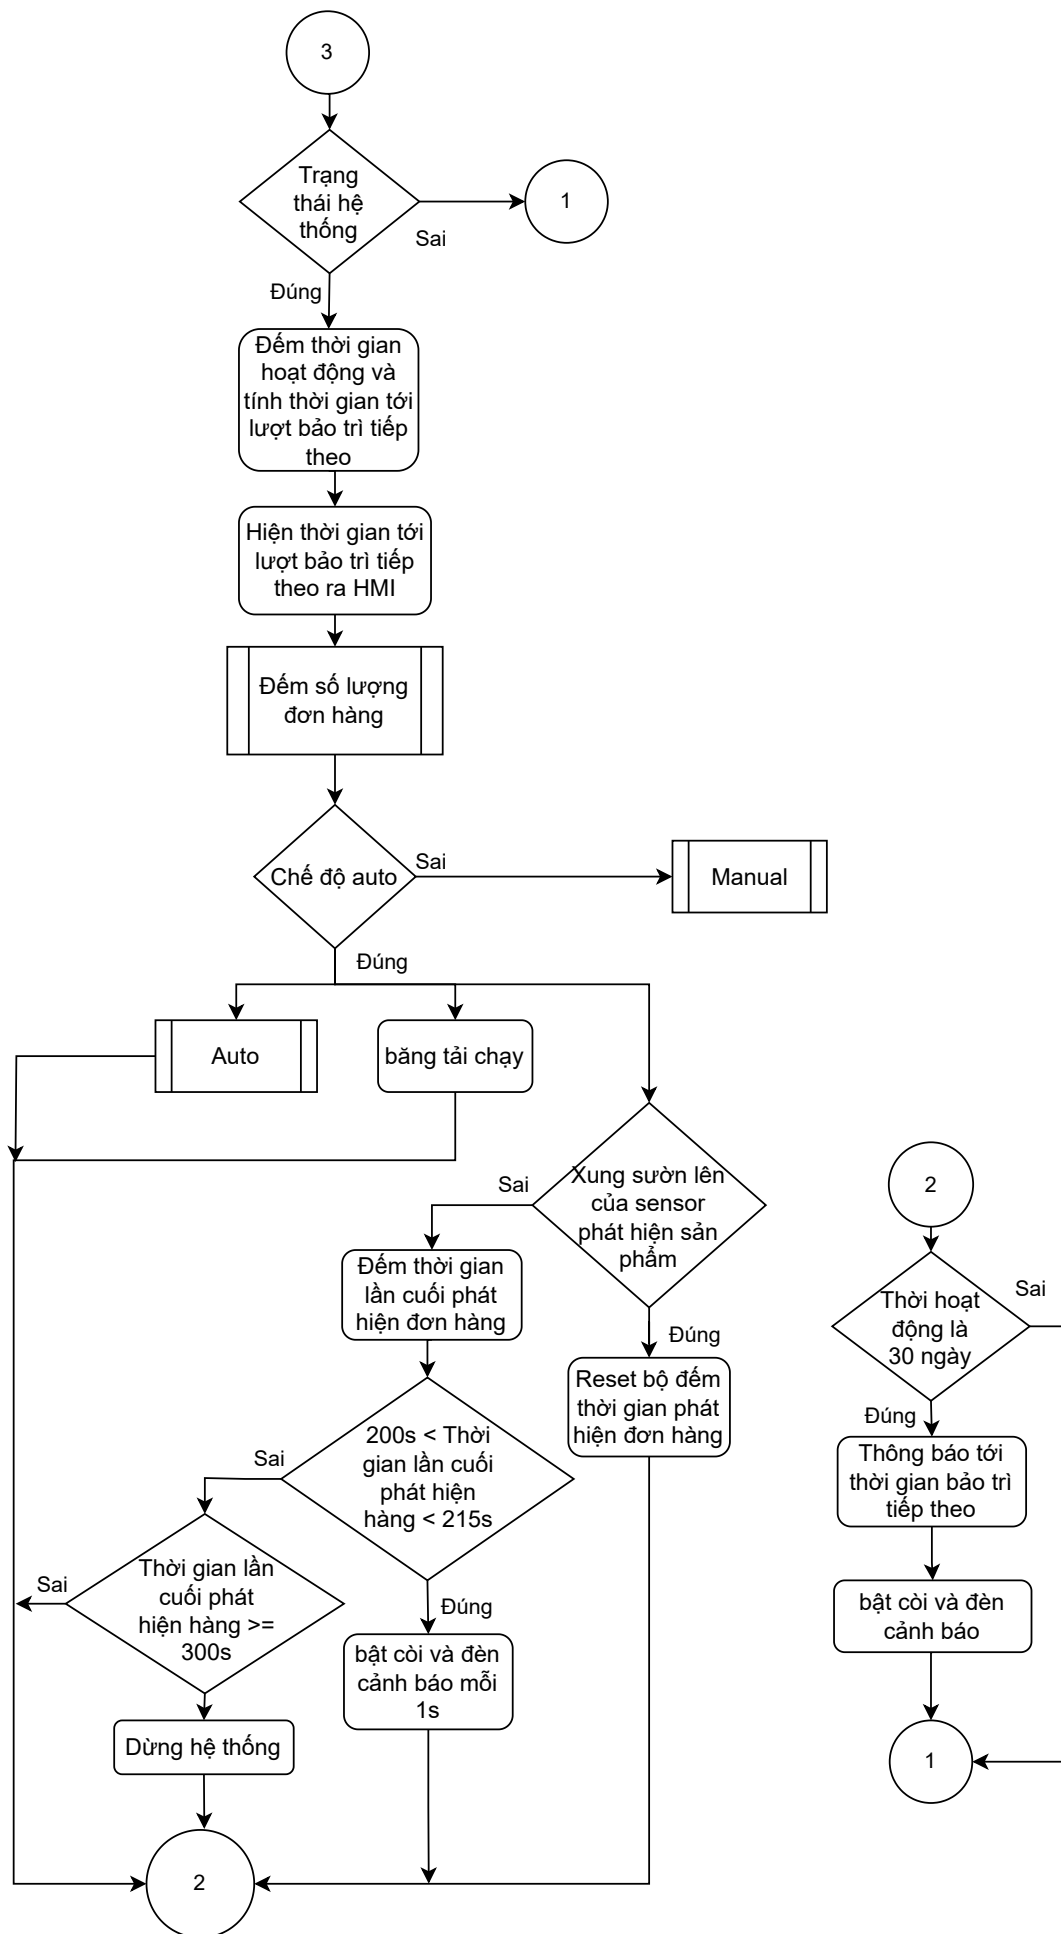 3
Trạng
thái hệ
thống
1
Sai
Đúng
Đếm thời gian
hoạt động và
tính thời gian tới
lượt bảo trì tiếp
theo
Hiện thời gian tới
lượt bảo trì tiếp
theo ra HMI
Đếm số lượng
đơn hàng
Chế độ auto
Sai
Manual
Đúng
Auto
băng tải chạy
Xung sườn lên
của sensor
phát hiện sản
phẩm
Sai
Đúng
Đếm thời gian
lần cuối phát
hiện đơn hàng
Reset bộ đếm
thời gian phát
hiện đơn hàng
200s < Thời
gian lần cuối
phát hiện
hàng < 215s
Sai
Đúng
Thời gian lần
cuối phát
hiện hàng >=
300s
Sai
bật còi và đèn
cảnh báo mỗi
1s
Dừng hệ thống
2
2
Thời hoạt
động là
30 ngày
Sai
Đúng
Thông báo tới
thời gian bảo trì
tiếp theo
bật còi và đèn
cảnh báo
1